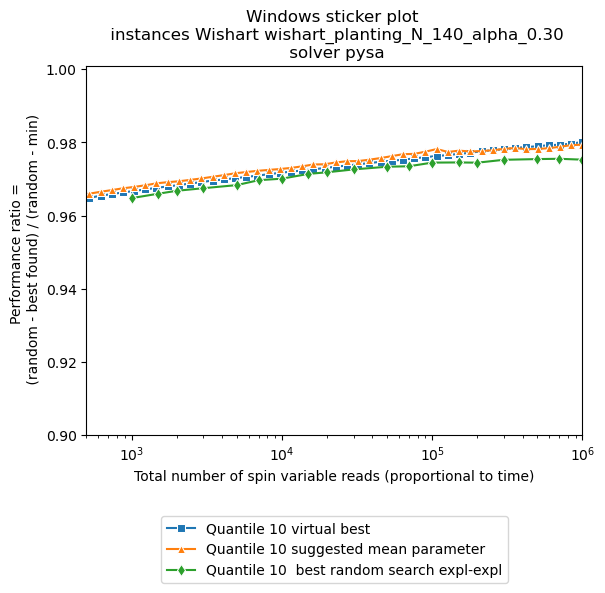 Windows sticker plot
instances Wishart wishart_planting_N_140_alpha_0.30
solver pysa
Performance ratio =
(random - best found) / (random - min)
1.00
0.98
0.96
0.94
0.92
0.90
10³
10⁴
10⁵
10⁶
Total number of spin variable reads (proportional to time)
Quantile 10 virtual best
Quantile 10 suggested mean parameter
Quantile 10  best random search expl-expl